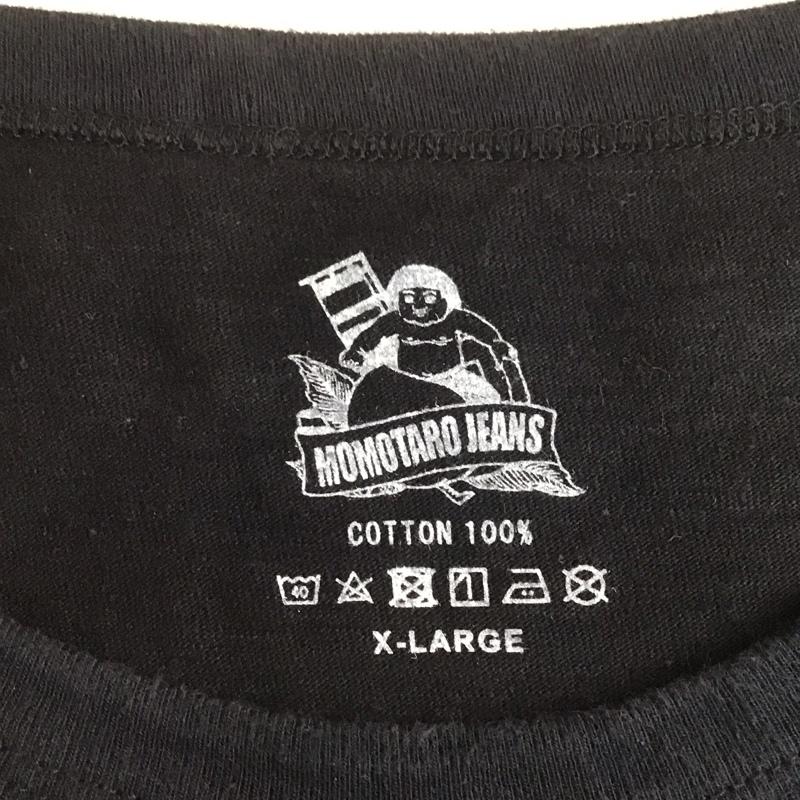 MOMOTARO JEANS
COTTON 100%
40
X-LARGE